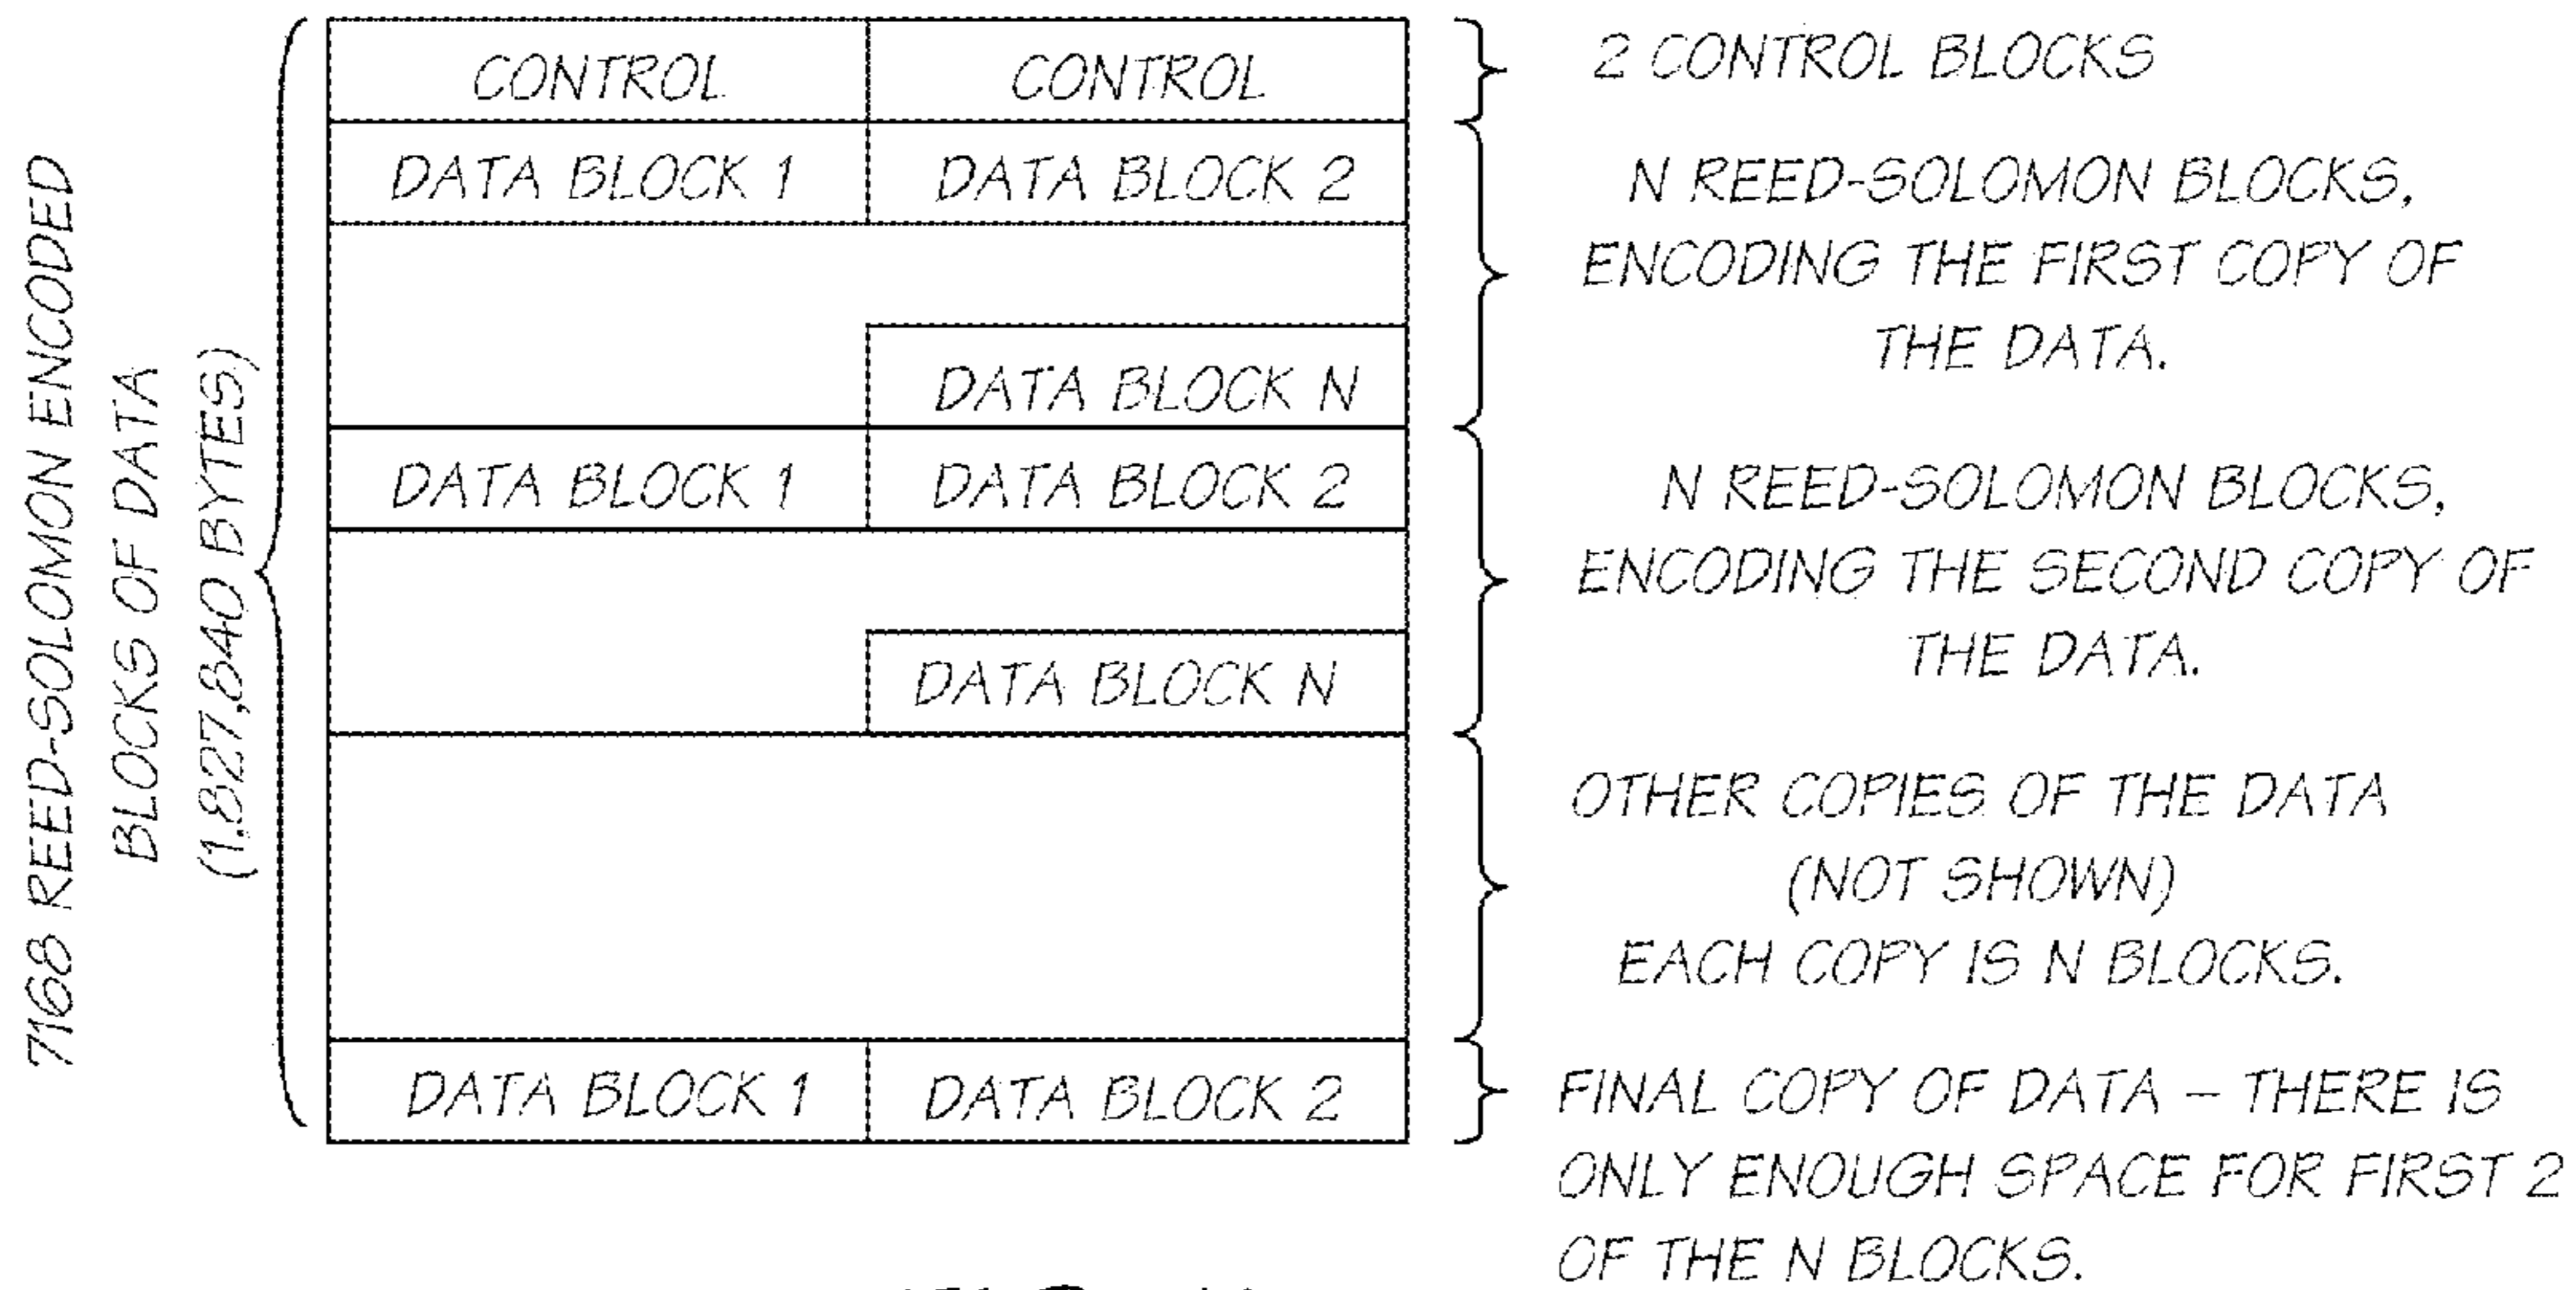 7168 REED-SOLOMON ENCODED
BLOCKS OF DATA
(1,827,840 BYTES)
CONTROL
CONTROL
2 CONTROL BLOCKS
DATA BLOCK 1
DATA BLOCK 2
N REED-SOLOMON BLOCKS,
ENCODING THE FIRST COPY OF
THE DATA.
DATA BLOCK N
DATA BLOCK 1
DATA BLOCK 2
N REED-SOLOMON BLOCKS,
ENCODING THE SECOND COPY OF
THE DATA.
DATA BLOCK N
OTHER COPIES OF THE DATA
(NOT SHOWN)
EACH COPY IS N BLOCKS.
DATA BLOCK 1
DATA BLOCK 2
FINAL COPY OF DATA – THERE IS
ONLY ENOUGH SPACE FOR FIRST 2
OF THE N BLOCKS.